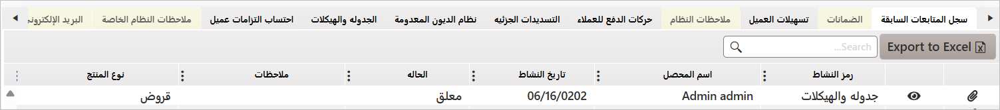 سجل المتابعات السابقة الضمانات تسهيلات العميل ملاحظات النظام حركات الدفع للعملاء التسديدات الجزئيه نظام الديون المعدومة الجدوله والهيكلات احتساب التزامات عميل ملاحظات النظام الخاصة البريد الإلكتروني
Export to Excel Search...
رمز النشاط اسم المحصل تاريخ النشاط الحاله ملاحظات نوع المنتج
جدوله والهيكلات Admin admin 06/16/0202 معلق قروض